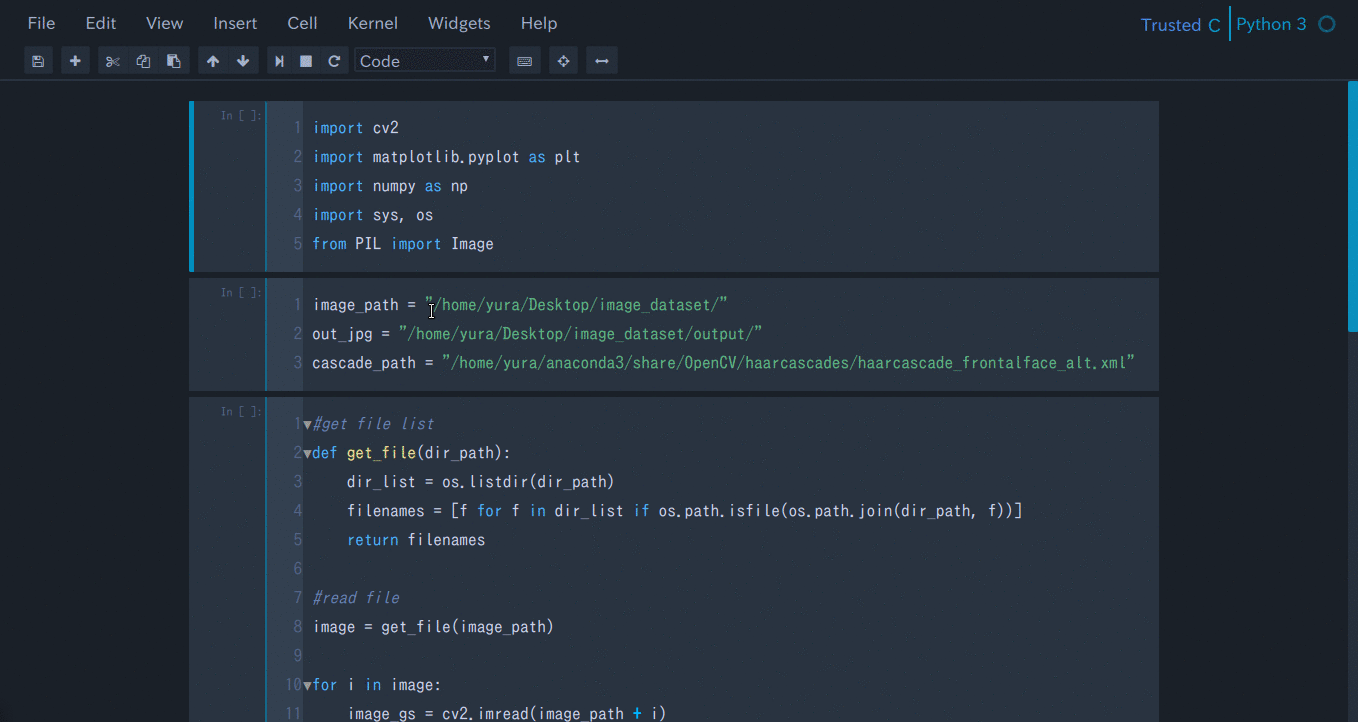 File Edit View Insert Cell Kernel Widgets Help
Trusted C Python 3
Code
In [ ]:
1 import cv2
2 import matplotlib.pyplot as plt
3 import numpy as np
4 import sys, os
5 from PIL import Image
In [ ]:
1 image_path = "/home/yura/Desktop/image_dataset/"
2 out_jpg = "/home/yura/Desktop/image_dataset/output/"
3 cascade_path = "/home/yura/anaconda3/share/OpenCV/haarcascades/haarcascade_frontalface_alt.xml"
In [ ]:
1 #get file list
2 def get_file(dir_path):
3     dir_list = os.listdir(dir_path)
4     filenames = [f for f in dir_list if os.path.isfile(os.path.join(dir_path, f))]
5     return filenames
6
7 #read file
8 image = get_file(image_path)
9
10 for i in image:
11     image_gs = cv2.imread(image_path + i)